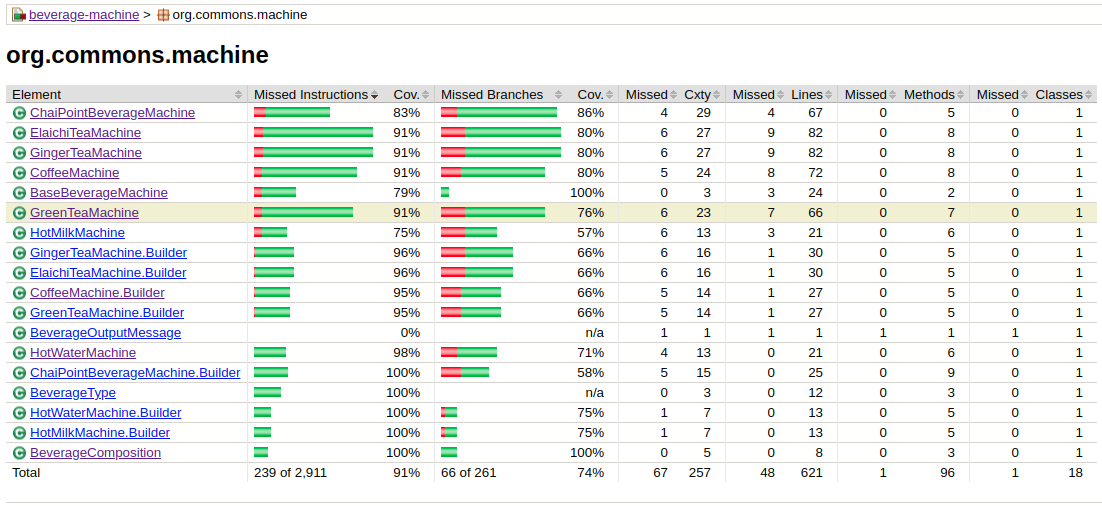 beverage-machine > org.commons.machine
org.commons.machine
Element Missed Instructions Cov. Missed Branches Cov. Missed Cxty Missed Lines Missed Methods Missed Classes
ChaiPointBeverageMachine 83% 86% 4 29 4 67 0 5 0 1
ElaichiTeaMachine 91% 80% 6 27 9 82 0 8 0 1
GingerTeaMachine 91% 80% 6 27 9 82 0 8 0 1
CoffeeMachine 91% 80% 5 24 8 72 0 8 0 1
BaseBeverageMachine 79% 100% 0 3 3 24 0 2 0 1
GreenTeaMachine 91% 76% 6 23 7 66 0 7 0 1
HotMilkMachine 75% 57% 6 13 3 21 0 6 0 1
GingerTeaMachine.Builder 96% 66% 6 16 1 30 0 5 0 1
ElaichiTeaMachine.Builder 96% 66% 6 16 1 30 0 5 0 1
CoffeeMachine.Builder 95% 66% 5 14 1 27 0 5 0 1
GreenTeaMachine.Builder 95% 66% 5 14 1 27 0 5 0 1
BeverageOutputMessage 0% n/a 1 1 1 1 1 1 1 1
HotWaterMachine 98% 71% 4 13 0 21 0 6 0 1
ChaiPointBeverageMachine.Builder 100% 58% 5 15 0 25 0 9 0 1
BeverageType 100% n/a 0 3 0 12 0 3 0 1
HotWaterMachine.Builder 100% 75% 1 7 0 13 0 5 0 1
HotMilkMachine.Builder 100% 75% 1 7 0 13 0 5 0 1
BeverageComposition 100% 100% 0 5 0 8 0 3 0 1
Total 239 of 2,911 91% 66 of 261 74% 67 257 48 621 1 96 1 18